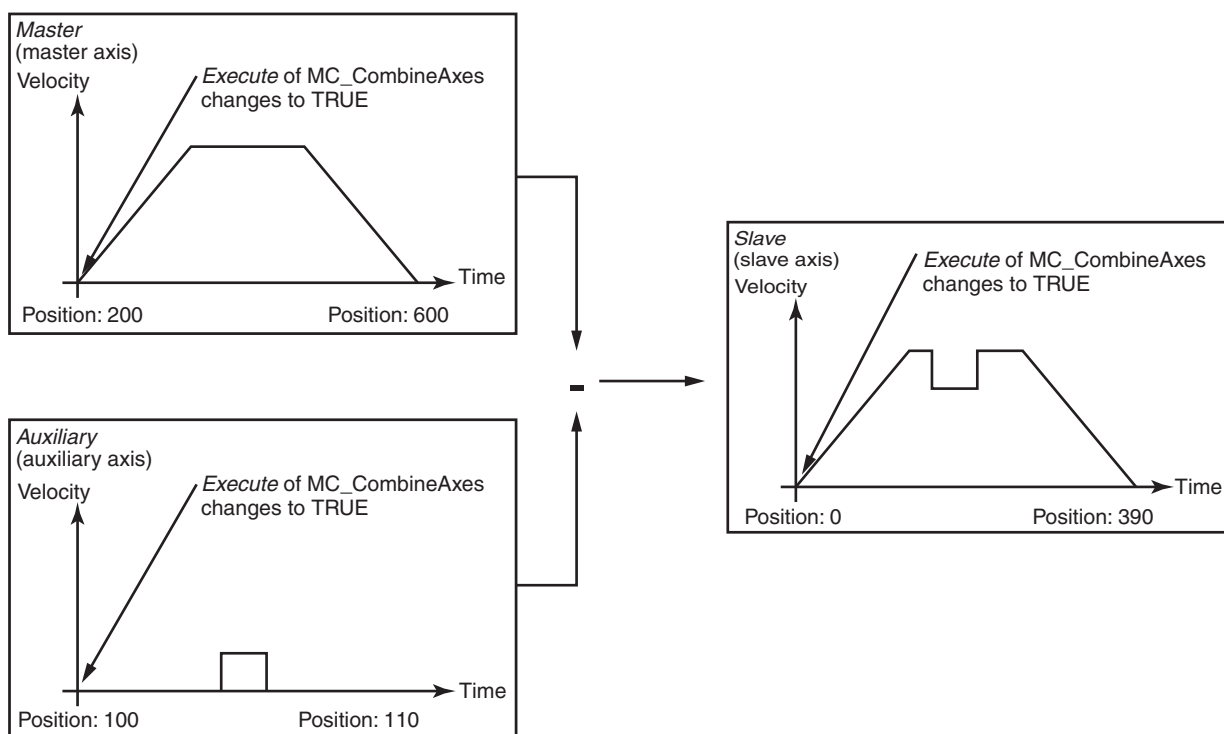 Master
(master axis)
Velocity
Execute of MC_CombineAxes
changes to TRUE
Time
Position: 200
Position: 600
-
Auxiliary
(auxiliary axis)
Velocity
Execute of MC_CombineAxes
changes to TRUE
Time
Position: 100
Position: 110
Slave
(slave axis)
Velocity
Execute of MC_CombineAxes
changes to TRUE
Time
Position: 0
Position: 390